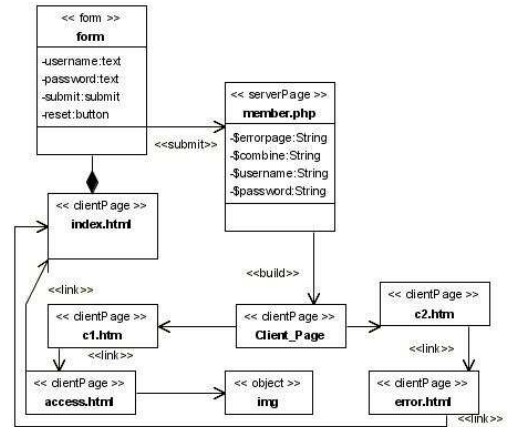 << form >>
form
-username:text
-password:text
-submit:submit
-reset:button
<<submit>>
<< serverPage >>
member.php
-$errorpage:String
-$combine:String
-$username:String
-$password:String
<< clientPage >>
index.html
<<link>>
<<build>>
<< clientPage >>
c1.htm
<< clientPage >>
Client_Page
<< clientPage >>
c2.htm
<<link>>
<<link>>
<< clientPage >>
access.html
<< object >>
img
<< clientPage >>
error.html
<<link>>